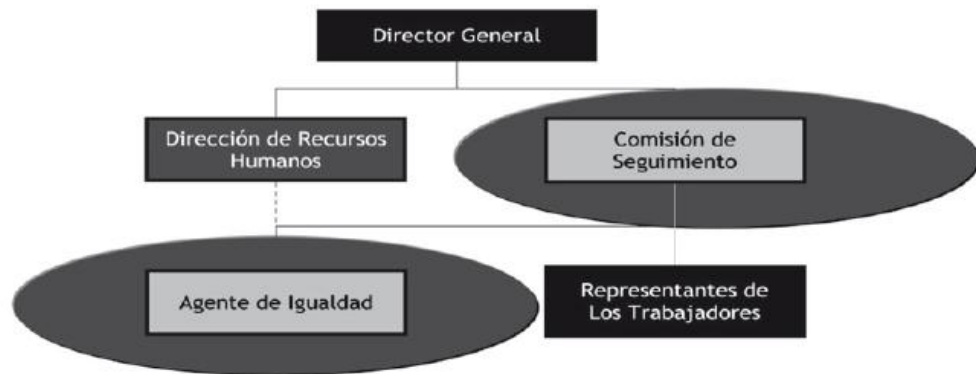 Director General
Dirección de Recursos
Humanos
Comisión de
Seguimiento
Agente de Igualdad
Representantes de
Los Trabajadores